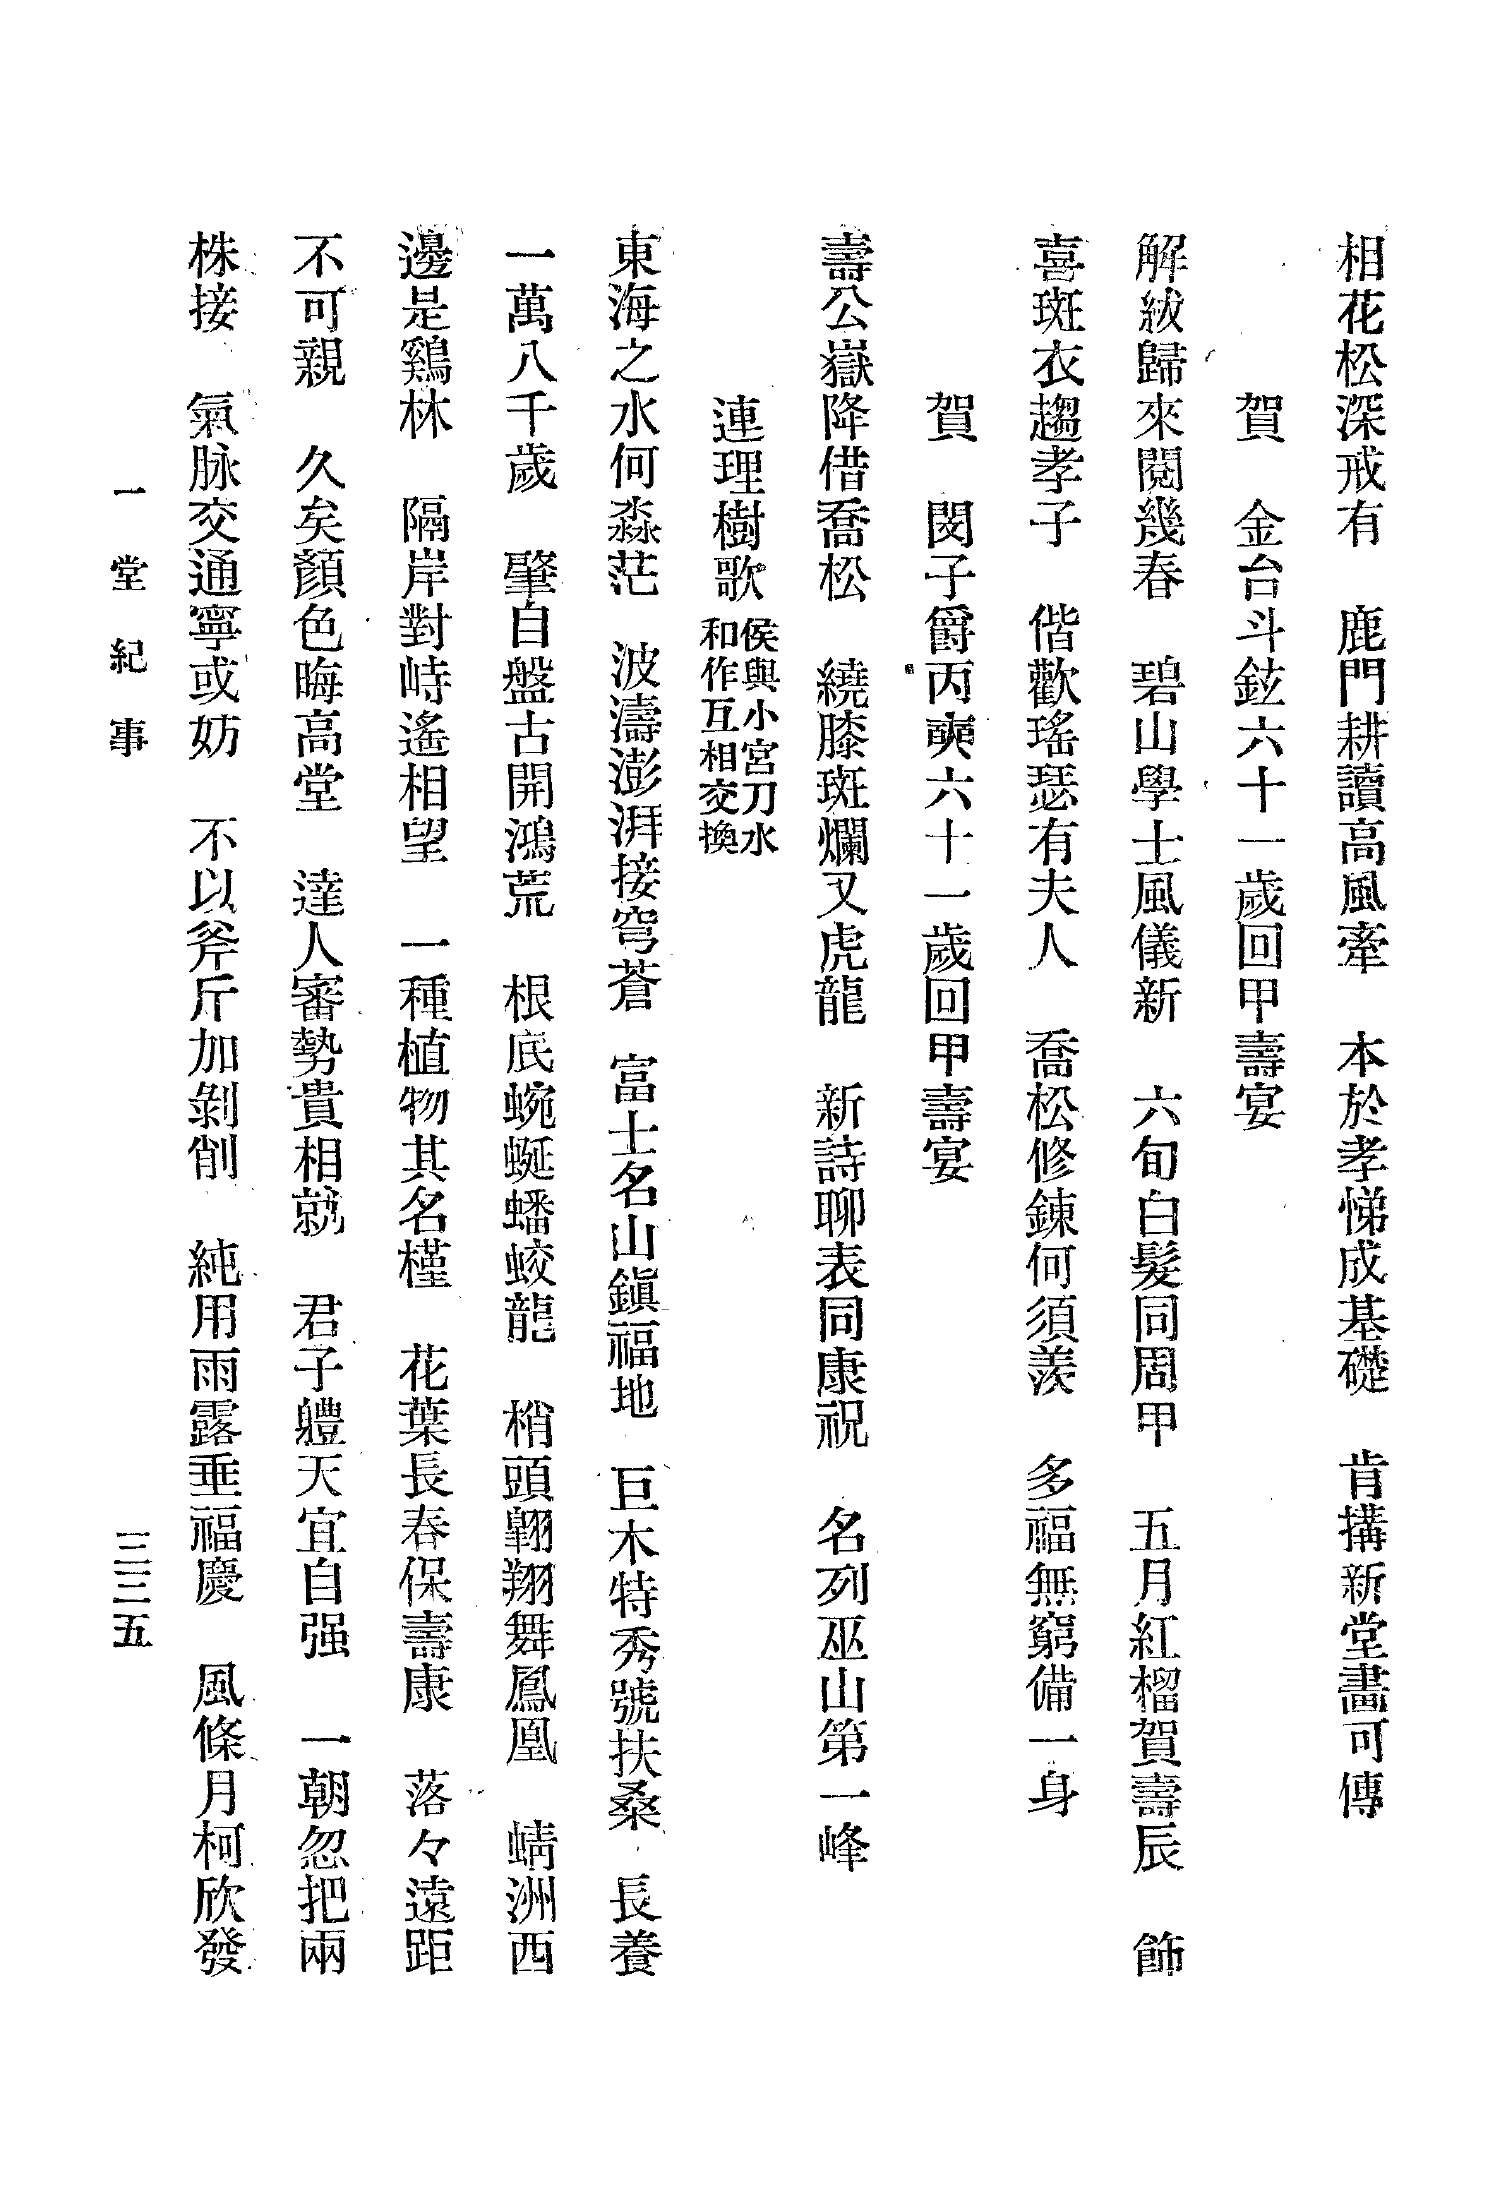 相花松深戒有　鹿門耕讀高風牽　本於孝悌成基礎　肯搆新堂畫可傳
賀　金台斗鉉六十一歲回甲壽宴
解紱歸來閱幾春　碧山學士風儀新　六旬白髮同周甲　五月紅榴賀壽辰　飾
喜斑衣趨孝子　偕歡瑤瑟有夫人　喬松修鍊何須羨　多福無窮備一身
賀　閔子爵丙奭六十一歲回甲壽宴
壽公嶽降借喬松　繞膝斑斕又虎龍　新詩聊表同康祝　名列巫山第一峰
連理樹歌　侯與小宮刀水
和作互相交換
東海之水何淼茫　波濤澎湃接穹蒼　富士名山鎭福地　巨木特秀號扶桑　長養
一萬八千歲　肇自盤古開鴻荒　根底蜿蜒蟠蛟龍　梢頭翶翔舞鳳凰　蜻洲西
邊是鷄林　隔岸對峙遙相望　一種植物其名槿　花葉長春保壽康　落々遠距
不可親　久矣顏色晦高堂　達人審勢貴相就　君子軆天宜自强　一朝忽把兩
株接　氣脉交通寧或妨　不以斧斤加剝削　純用雨露垂福慶　風條月柯欣發
一堂紀事　三三五